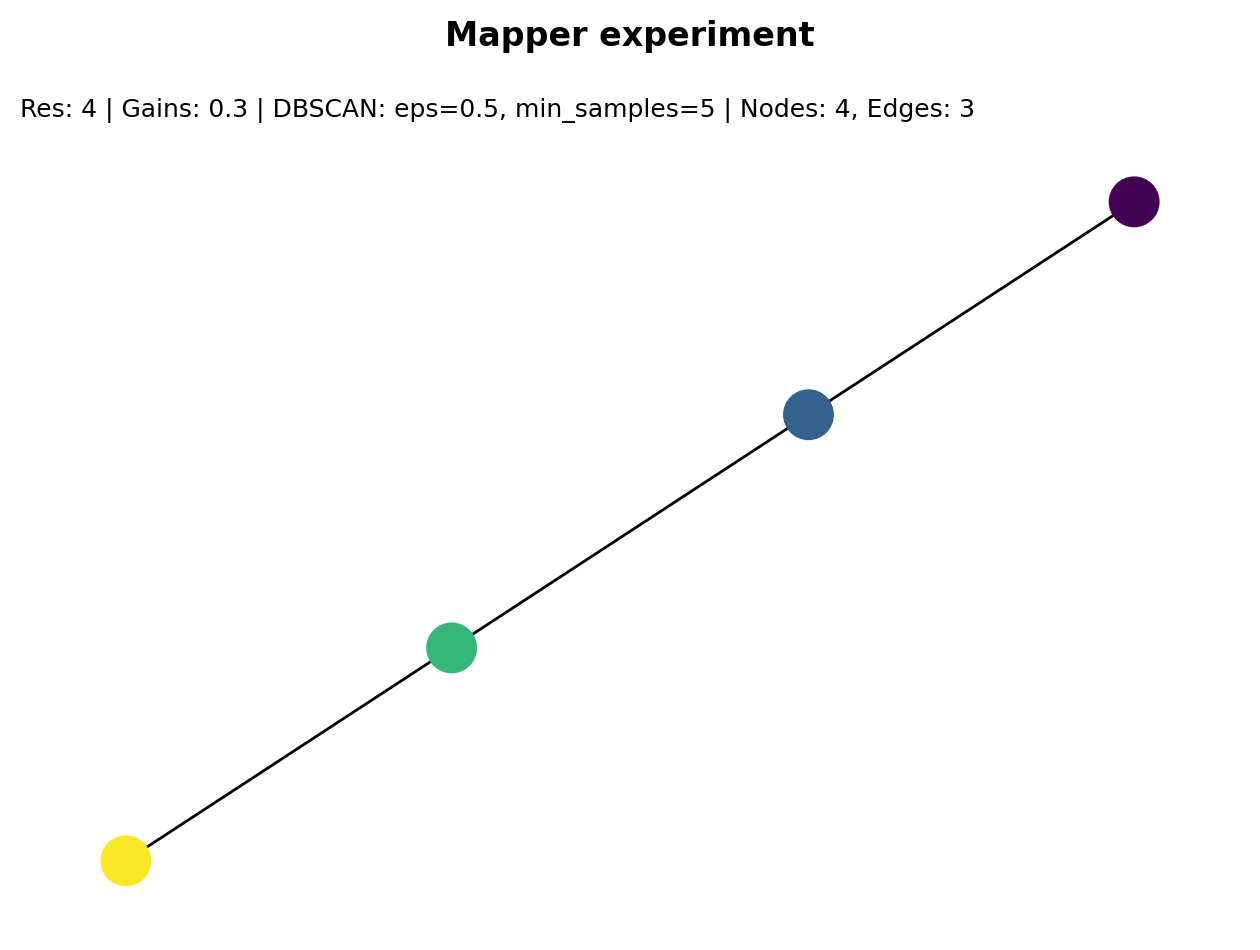 Mapper experiment
Res: 4 | Gains: 0.3 | DBSCAN: eps=0.5, min_samples=5 | Nodes: 4, Edges: 3